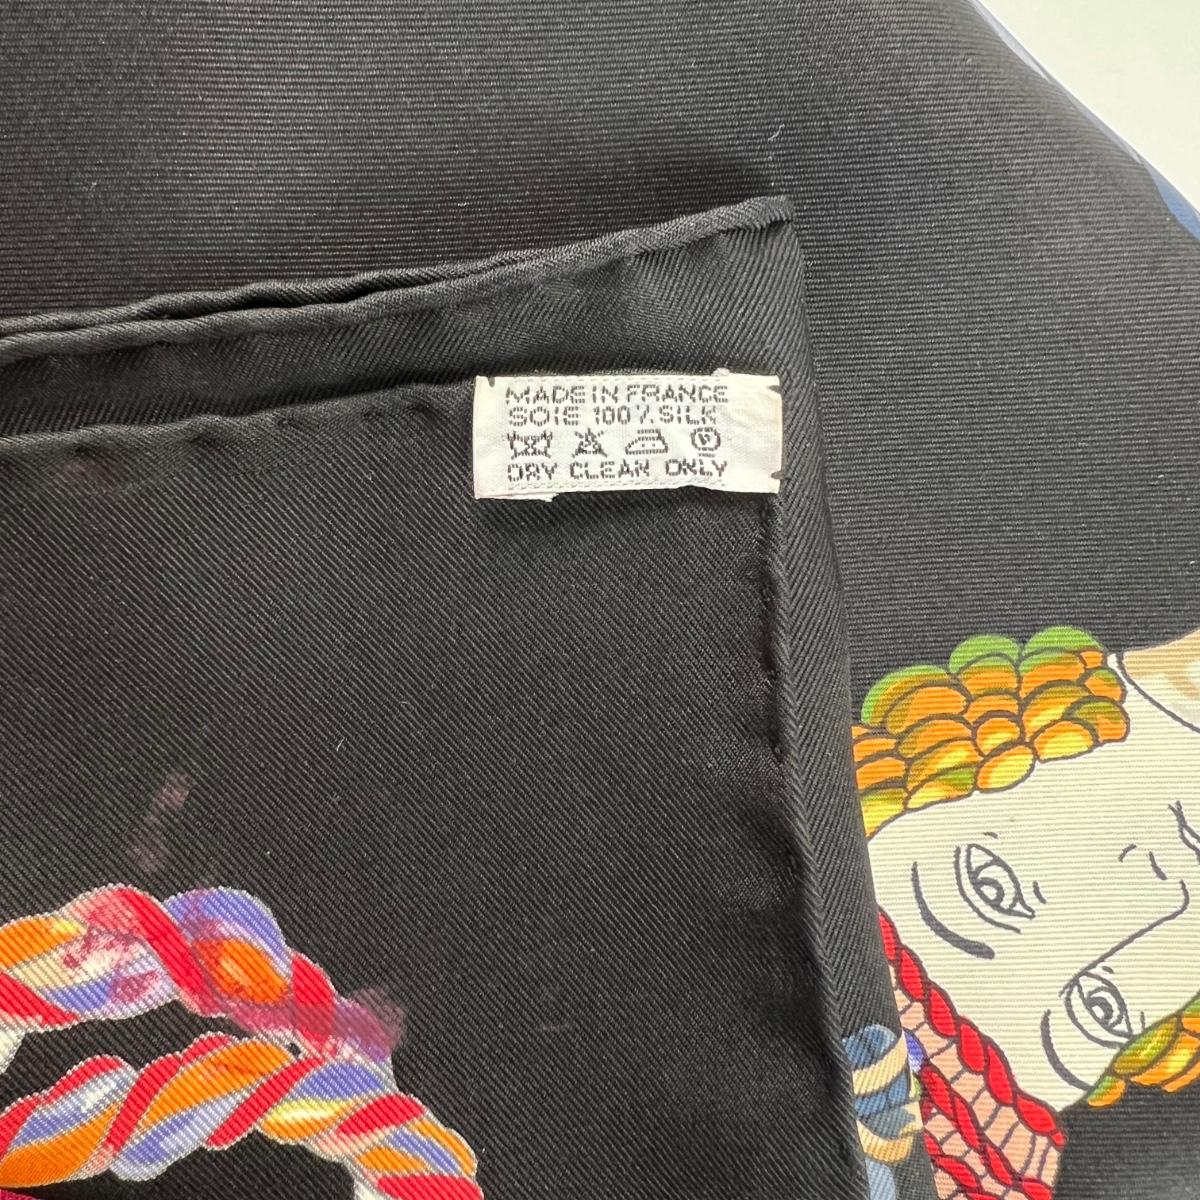 MADE IN FRANCE
SOIE 100% SILK
DRY CLEAN ONLY